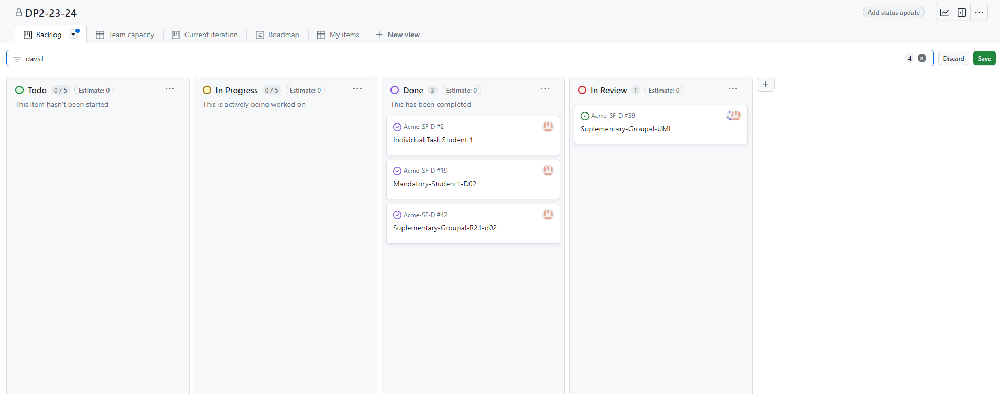 DP2-23-24
Add status update
Backlog
Team capacity
Current iteration
Roadmap
My items
New view
david
4
Discard
Save
Todo 0 / 5 Estimate: 0
This item hasn't been started
In Progress 0 / 5 Estimate: 0
This is actively being worked on
Done 3 Estimate: 0
This has been completed
Acme-SF-D #2
Individual Task Student 1
Acme-SF-D #19
Mandatory-Student1-D02
Acme-SF-D #42
Suplementary-Groupal-R21-d02
In Review 1 Estimate: 0
Acme-SF-D #39
Suplementary-Groupal-UML